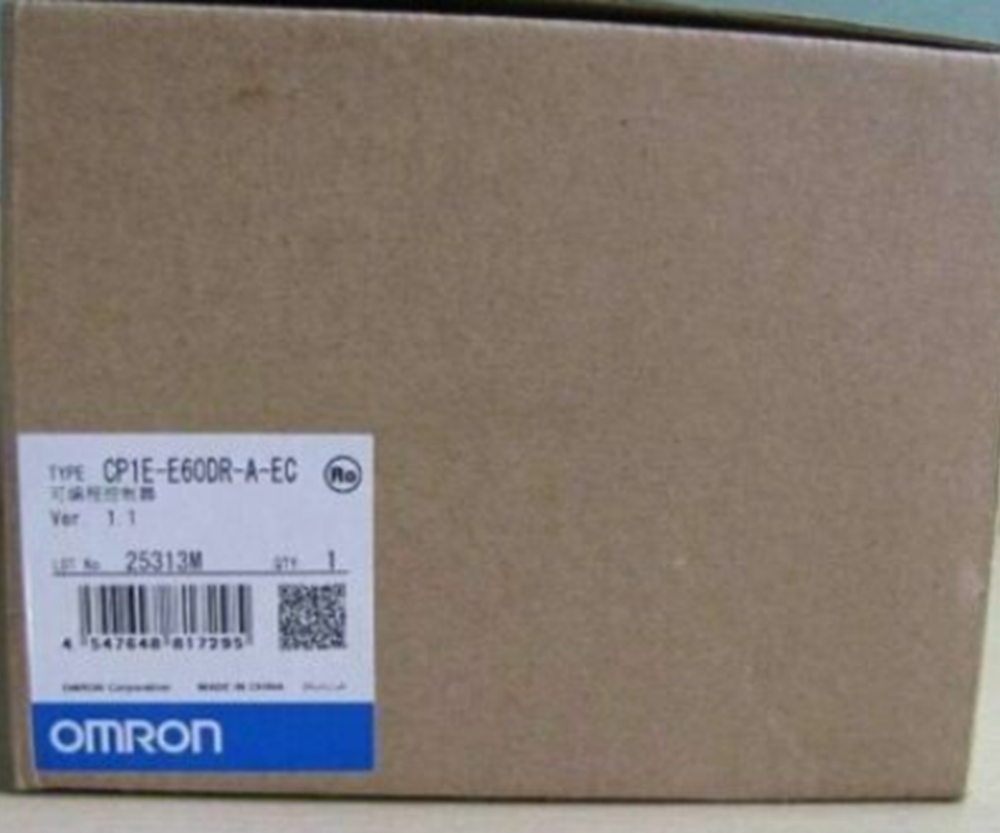 TYPE CP1E-E60DR-A-EC Ro
可编程控制器
Ver. 1.1
LOT No 25313M QTY 1
4 547648 817295
OMRON Corporation MADE IN CHINA
OMRON